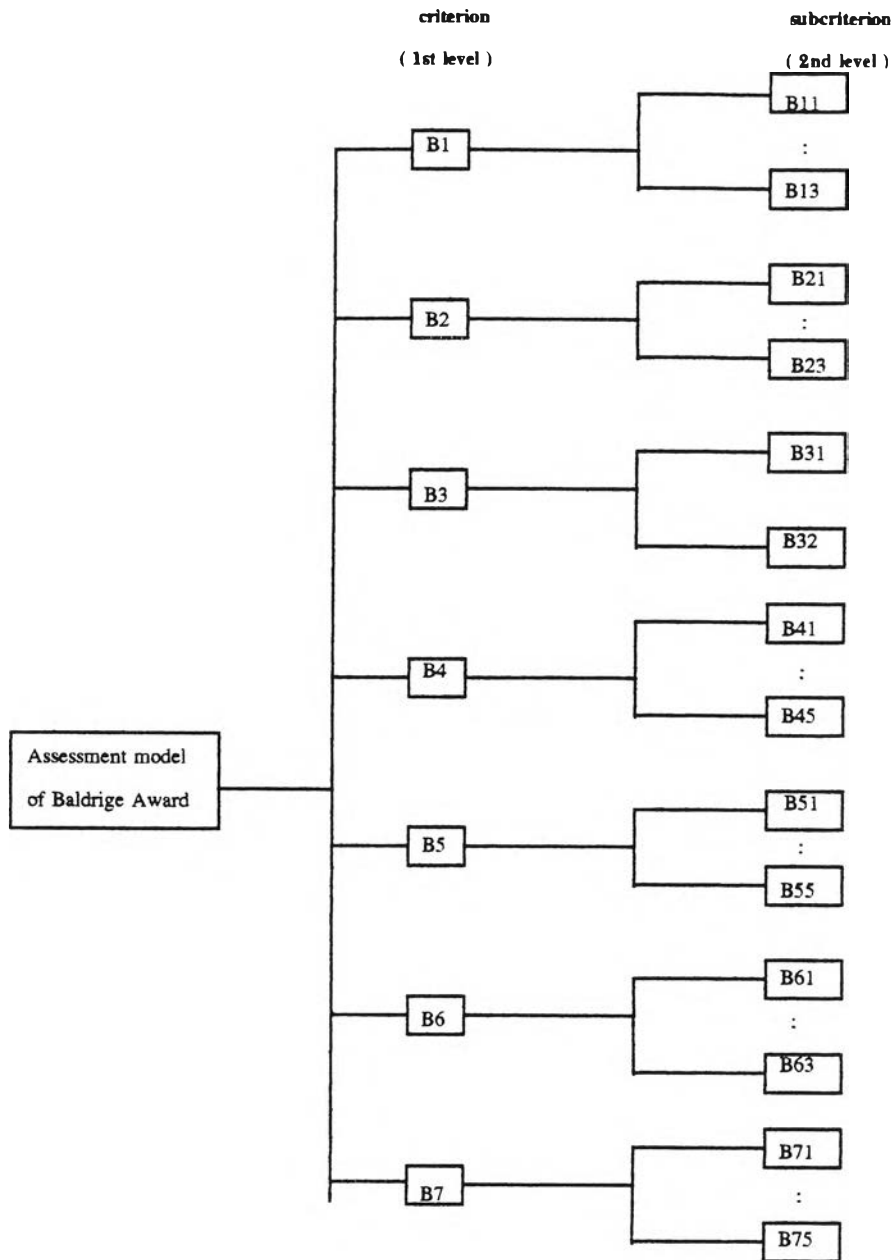 criterion
( 1st level )
subcriterion
( 2nd level )
B11
:
B1
B13
B21
:
B2
B23
B31
B3
B32
B41
B4
:
B45
Assessment model
of Baldrige Award
B51
B5
:
B55
B61
B6
:
B63
B71
B7
:
B75